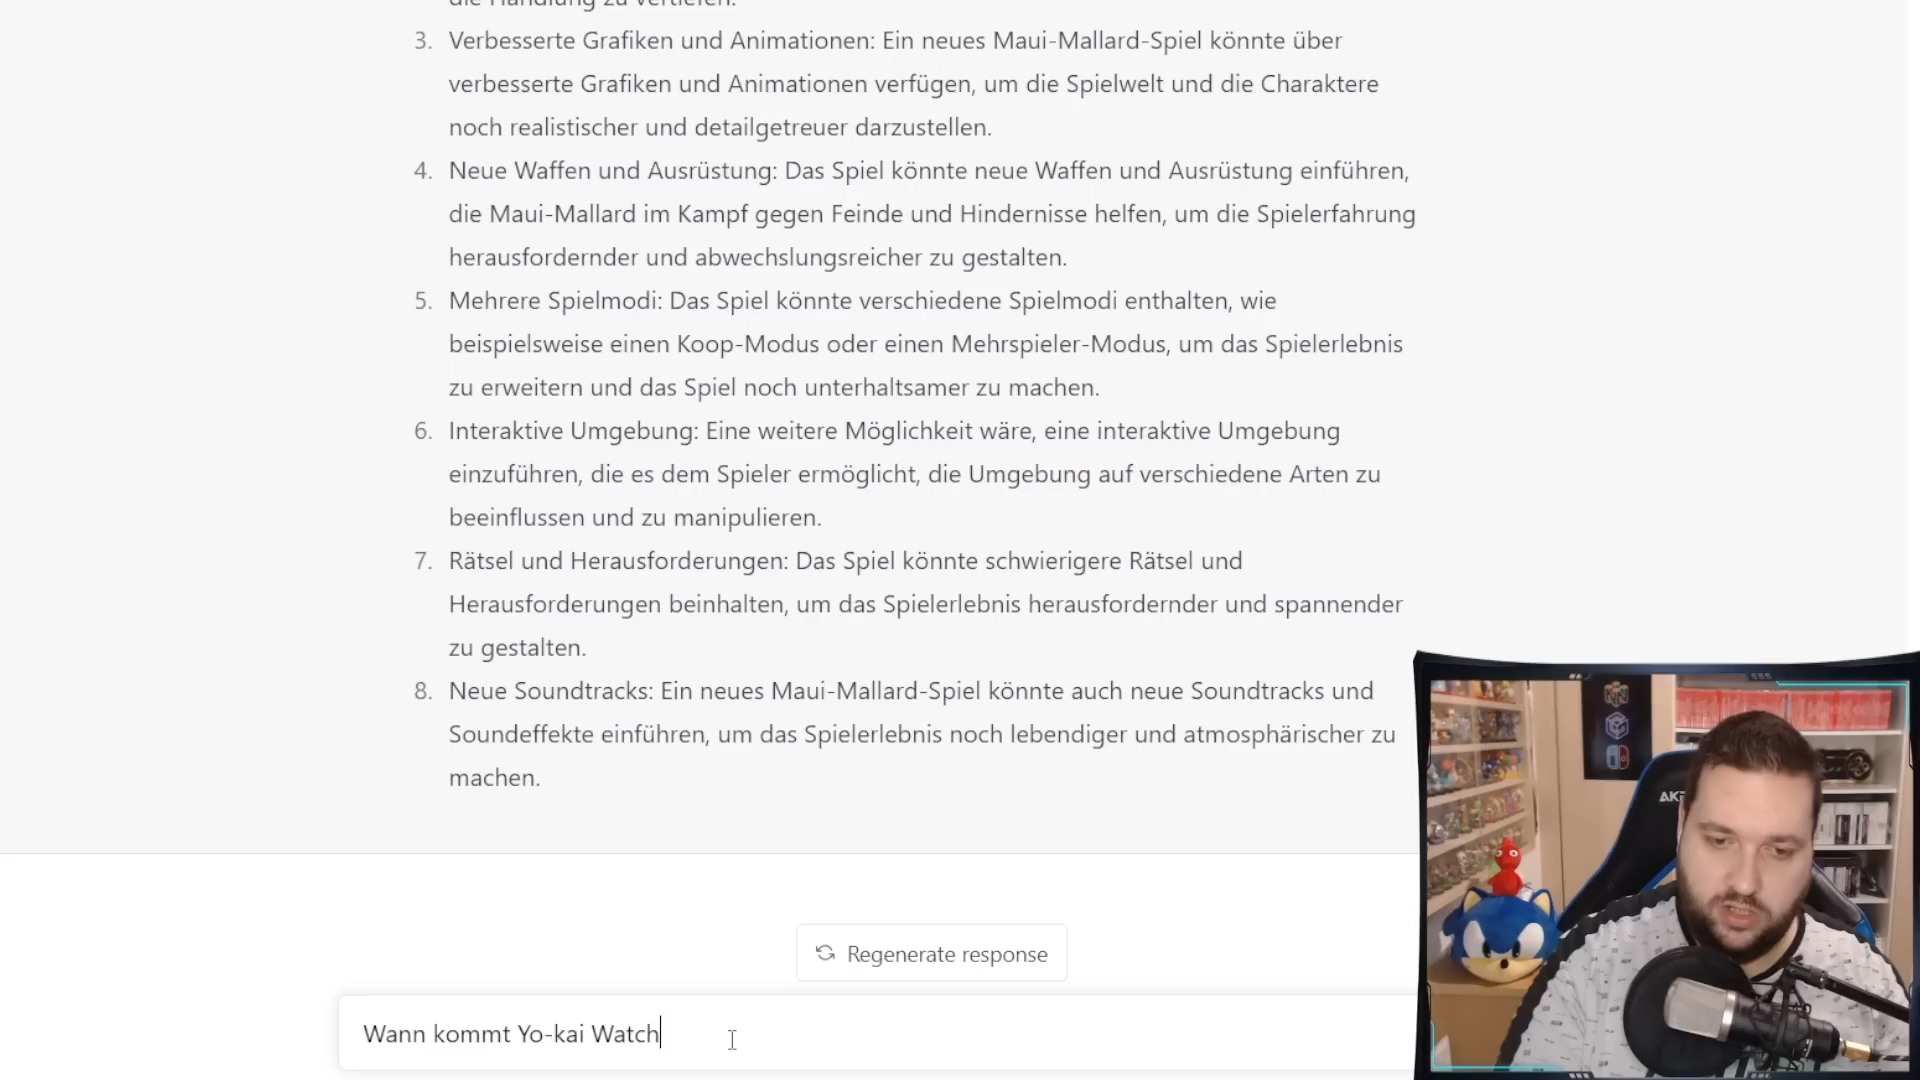 die Handlung zu vertiefen.
3. Verbesserte Grafiken und Animationen: Ein neues Maui-Mallard-Spiel könnte über
verbesserte Grafiken und Animationen verfügen, um die Spielwelt und die Charaktere
noch realistischer und detailgetreuer darzustellen.
4. Neue Waffen und Ausrüstung: Das Spiel könnte neue Waffen und Ausrüstung einführen,
die Maui-Mallard im Kampf gegen Feinde und Hindernisse helfen, um die Spielerfahrung
herausfordernder und abwechslungsreicher zu gestalten.
5. Mehrere Spielmodi: Das Spiel könnte verschiedene Spielmodi enthalten, wie
beispielsweise einen Koop-Modus oder einen Mehrspieler-Modus, um das Spielerlebnis
zu erweitern und das Spiel noch unterhaltsamer zu machen.
6. Interaktive Umgebung: Eine weitere Möglichkeit wäre, eine interaktive Umgebung
einzuführen, die es dem Spieler ermöglicht, die Umgebung auf verschiedene Arten zu
beeinflussen und zu manipulieren.
7. Rätsel und Herausforderungen: Das Spiel könnte schwierigere Rätsel und
Herausforderungen beinhalten, um das Spielerlebnis herausfordernder und spannender
zu gestalten.
8. Neue Soundtracks: Ein neues Maui-Mallard-Spiel könnte auch neue Soundtracks und
Soundeffekte einführen, um das Spielerlebnis noch lebendiger und atmosphärischer zu
machen.
Regenerate response
Wann kommt Yo-kai Watch